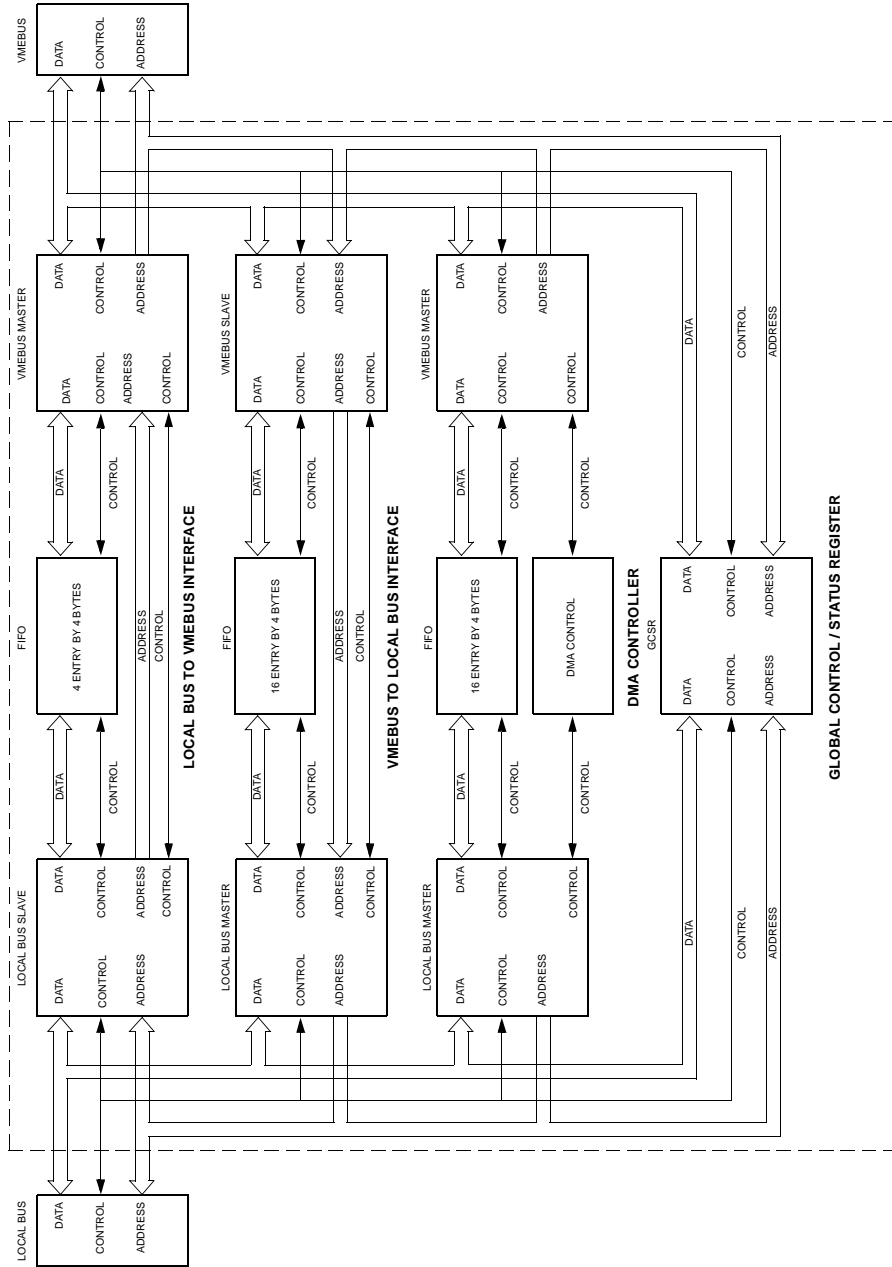 LOCAL BUS
DATA
CONTROL
ADDRESS
LOCAL BUS SLAVE
DATA
CONTROL
ADDRESS
DATA
CONTROL
ADDRESS
CONTROL
DATA
CONTROL
FIFO
4 ENTRY BY 4 BYTES
ADDRESS
CONTROL
DATA
CONTROL
VMEBUS MASTER
DATA
CONTROL
ADDRESS
CONTROL
DATA
CONTROL
ADDRESS
VMEBUS
DATA
CONTROL
ADDRESS
LOCAL BUS TO VMEBUS INTERFACE
LOCAL BUS MASTER
DATA
CONTROL
ADDRESS
DATA
CONTROL
ADDRESS
CONTROL
DATA
CONTROL
FIFO
16 ENTRY BY 4 BYTES
ADDRESS
CONTROL
DATA
CONTROL
VMEBUS SLAVE
DATA
CONTROL
ADDRESS
CONTROL
DATA
CONTROL
ADDRESS
VMEBUS TO LOCAL BUS INTERFACE
LOCAL BUS MASTER
DATA
CONTROL
ADDRESS
DATA
CONTROL
CONTROL
DATA
CONTROL
CONTROL
FIFO
16 ENTRY BY 4 BYTES
DMA CONTROL
DATA
CONTROL
CONTROL
VMEBUS MASTER
DATA
CONTROL
CONTROL
DATA
CONTROL
ADDRESS
DMA CONTROLLER
DATA
CONTROL
ADDRESS
GCSR
DATA
CONTROL
ADDRESS
DATA
CONTROL
ADDRESS
DATA
CONTROL
ADDRESS
GLOBAL CONTROL / STATUS REGISTER